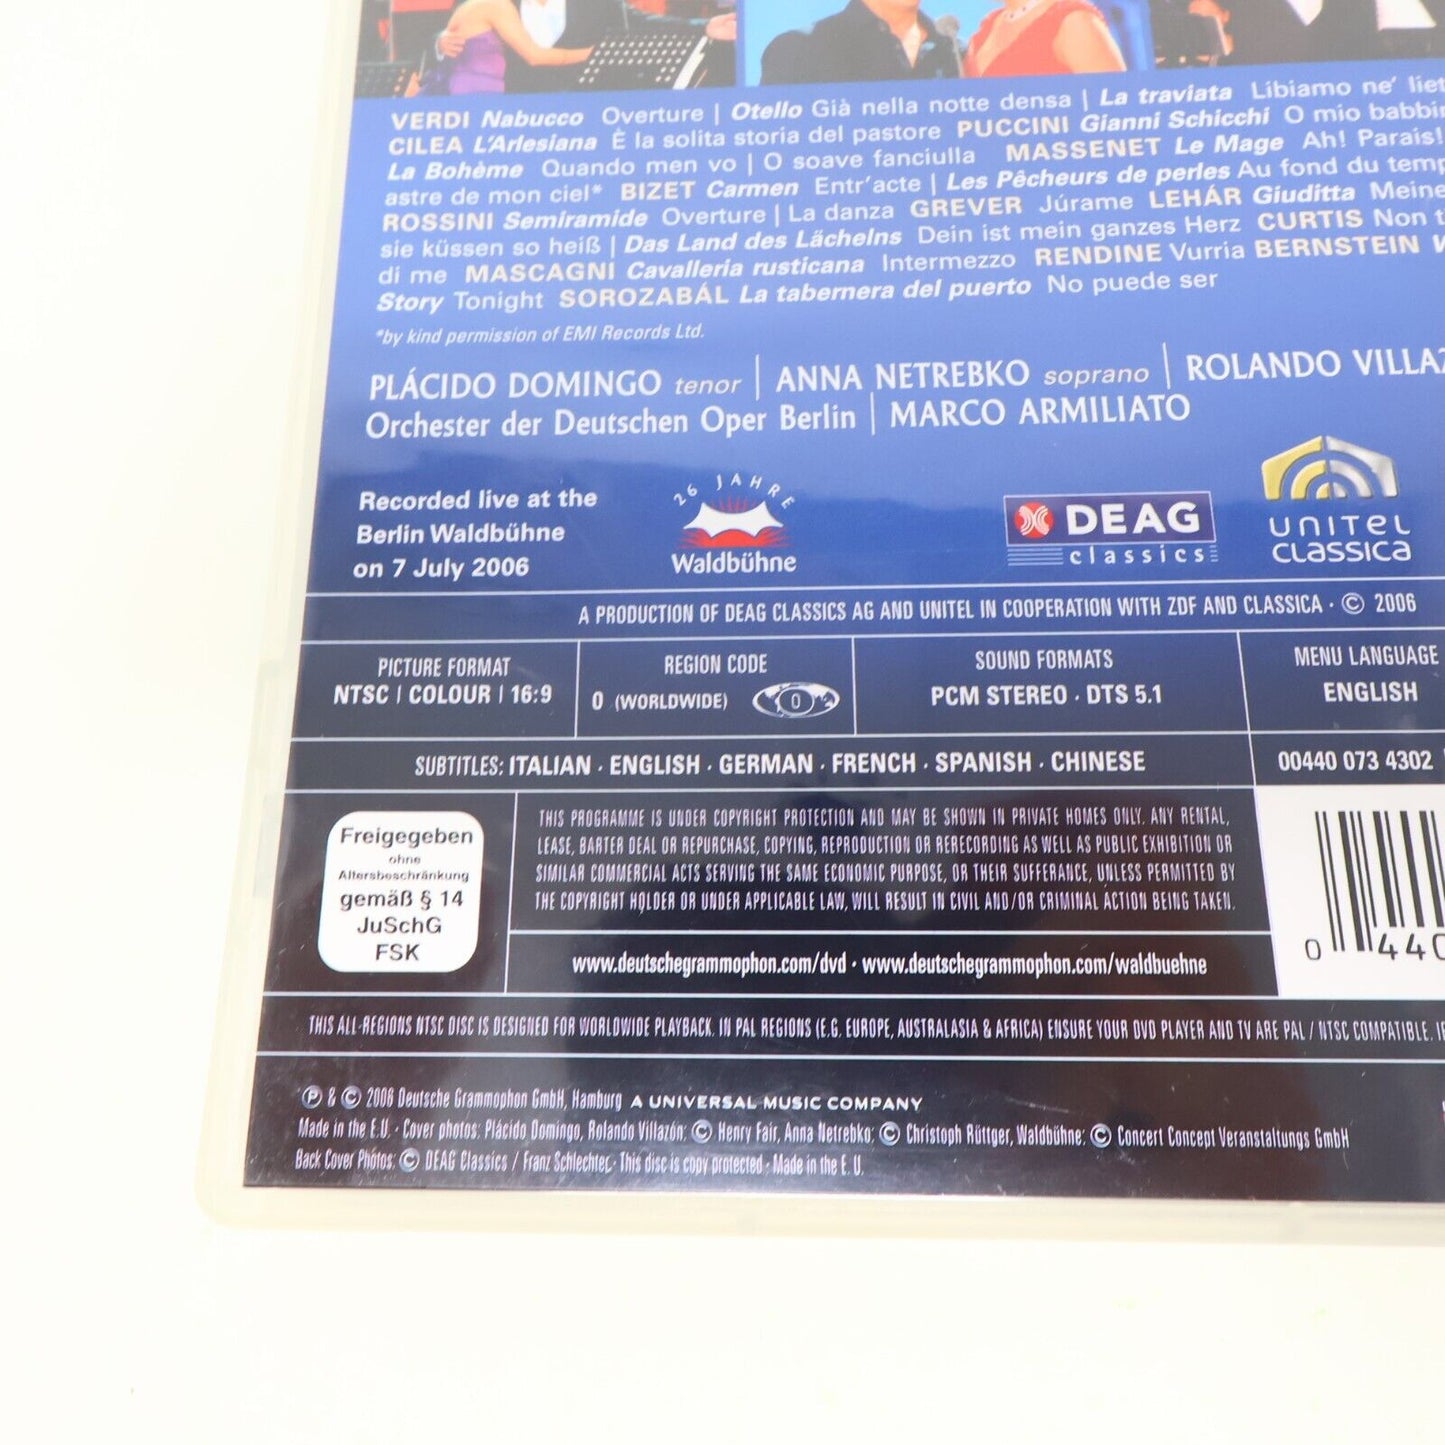 VERDI Nabucco Overture | Otello Già nella notte densa | La traviata Libiamo ne' liet
CILEA L'Arlesiana È la solita storia del pastore PUCCINI Gianni Schicchi O mio babbin
La Bohème Quando men vo | O soave fanciulla MASSENET Le Mage Ah! Parais!
astre de mon ciel* BIZET Carmen Entr'acte | Les Pêcheurs de perles Au fond du temp
ROSSINI Semiramide Overture | La danza GREVER Júrame LEHÁR Giuditta Meine
sie küssen so heiß | Das Land des Lächelns Dein ist mein ganzes Herz CURTIS Non t
di me MASCAGNI Cavalleria rusticana Intermezzo RENDINE Vurria BERNSTEIN W
Story Tonight SOROZABÁL La tabernera del puerto No puede ser
*by kind permission of EMI Records Ltd.
PLÁCIDO DOMINGO tenor | ANNA NETREBKO soprano | ROLANDO VILLAZ
Orchester der Deutschen Oper Berlin | MARCO ARMILIATO
Recorded live at the
Berlin Waldbühne
on 7 July 2006
26 JAHRE
Waldbühne
DEAG
classics
UNITEL
CLASSICA
A PRODUCTION OF DEAG CLASSICS AG AND UNITEL IN COOPERATION WITH ZDF AND CLASSICA · © 2006
PICTURE FORMAT
NTSC | COLOUR | 16:9
REGION CODE
0 (WORLDWIDE) 0
SOUND FORMATS
PCM STEREO · DTS 5.1
MENU LANGUAGE
ENGLISH
SUBTITLES: ITALIAN · ENGLISH · GERMAN · FRENCH · SPANISH · CHINESE
00440 073 4302
Freigegeben
ohne
Altersbeschränkung
gemäß § 14
JuSchG
FSK
THIS PROGRAMME IS UNDER COPYRIGHT PROTECTION AND MAY BE SHOWN IN PRIVATE HOMES ONLY. ANY RENTAL,
LEASE, BARTER DEAL OR REPURCHASE, COPYING, REPRODUCTION OR RERECORDING AS WELL AS PUBLIC EXHIBITION OR
SIMILAR COMMERCIAL ACTS SERVING THE SAME ECONOMIC PURPOSE, OR THEIR SUFFERANCE, UNLESS PERMITTED BY
THE COPYRIGHT HOLDER OR UNDER APPLICABLE LAW, WILL RESULT IN CIVIL AND/OR CRIMINAL ACTION BEING TAKEN.
0 440
www.deutschegrammophon.com/dvd · www.deutschegrammophon.com/waldbuehne
THIS ALL-REGIONS NTSC DISC IS DESIGNED FOR WORLDWIDE PLAYBACK. IN PAL REGIONS (E.G. EUROPE, AUSTRALASIA & AFRICA) ENSURE YOUR DVD PLAYER AND TV ARE PAL / NTSC COMPATIBLE.
℗ & © 2006 Deutsche Grammophon GmbH, Hamburg A UNIVERSAL MUSIC COMPANY
Made in the E.U. · Cover photos: Plácido Domingo, Rolando Villazón: © Henry Fair, Anna Netrebko: © Christoph Rüttger, Waldbühne: © Concert Concept Veranstaltungs GmbH
Back Cover Photos: © DEAG Classics / Franz Schlechter · This disc is copy protected · Made in the E. U.